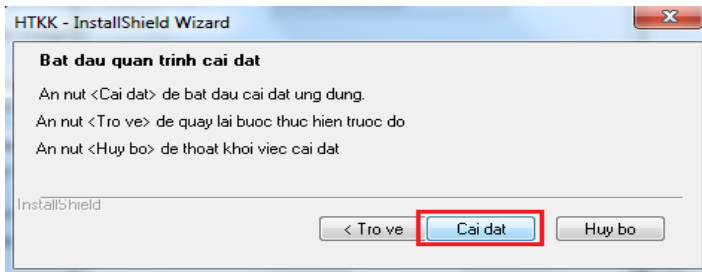 HTKK - InstallShield Wizard
Bat dau quan trinh cai dat
An nut <Cai dat> de bat dau cai dat ung dung.
An nut <Tro ve> de quay lai buoc thuc hien truoc do
An nut <Huy bo> de thoat khoi viec cai dat
InstallShield
< Tro ve
Cai dat
Huy bo